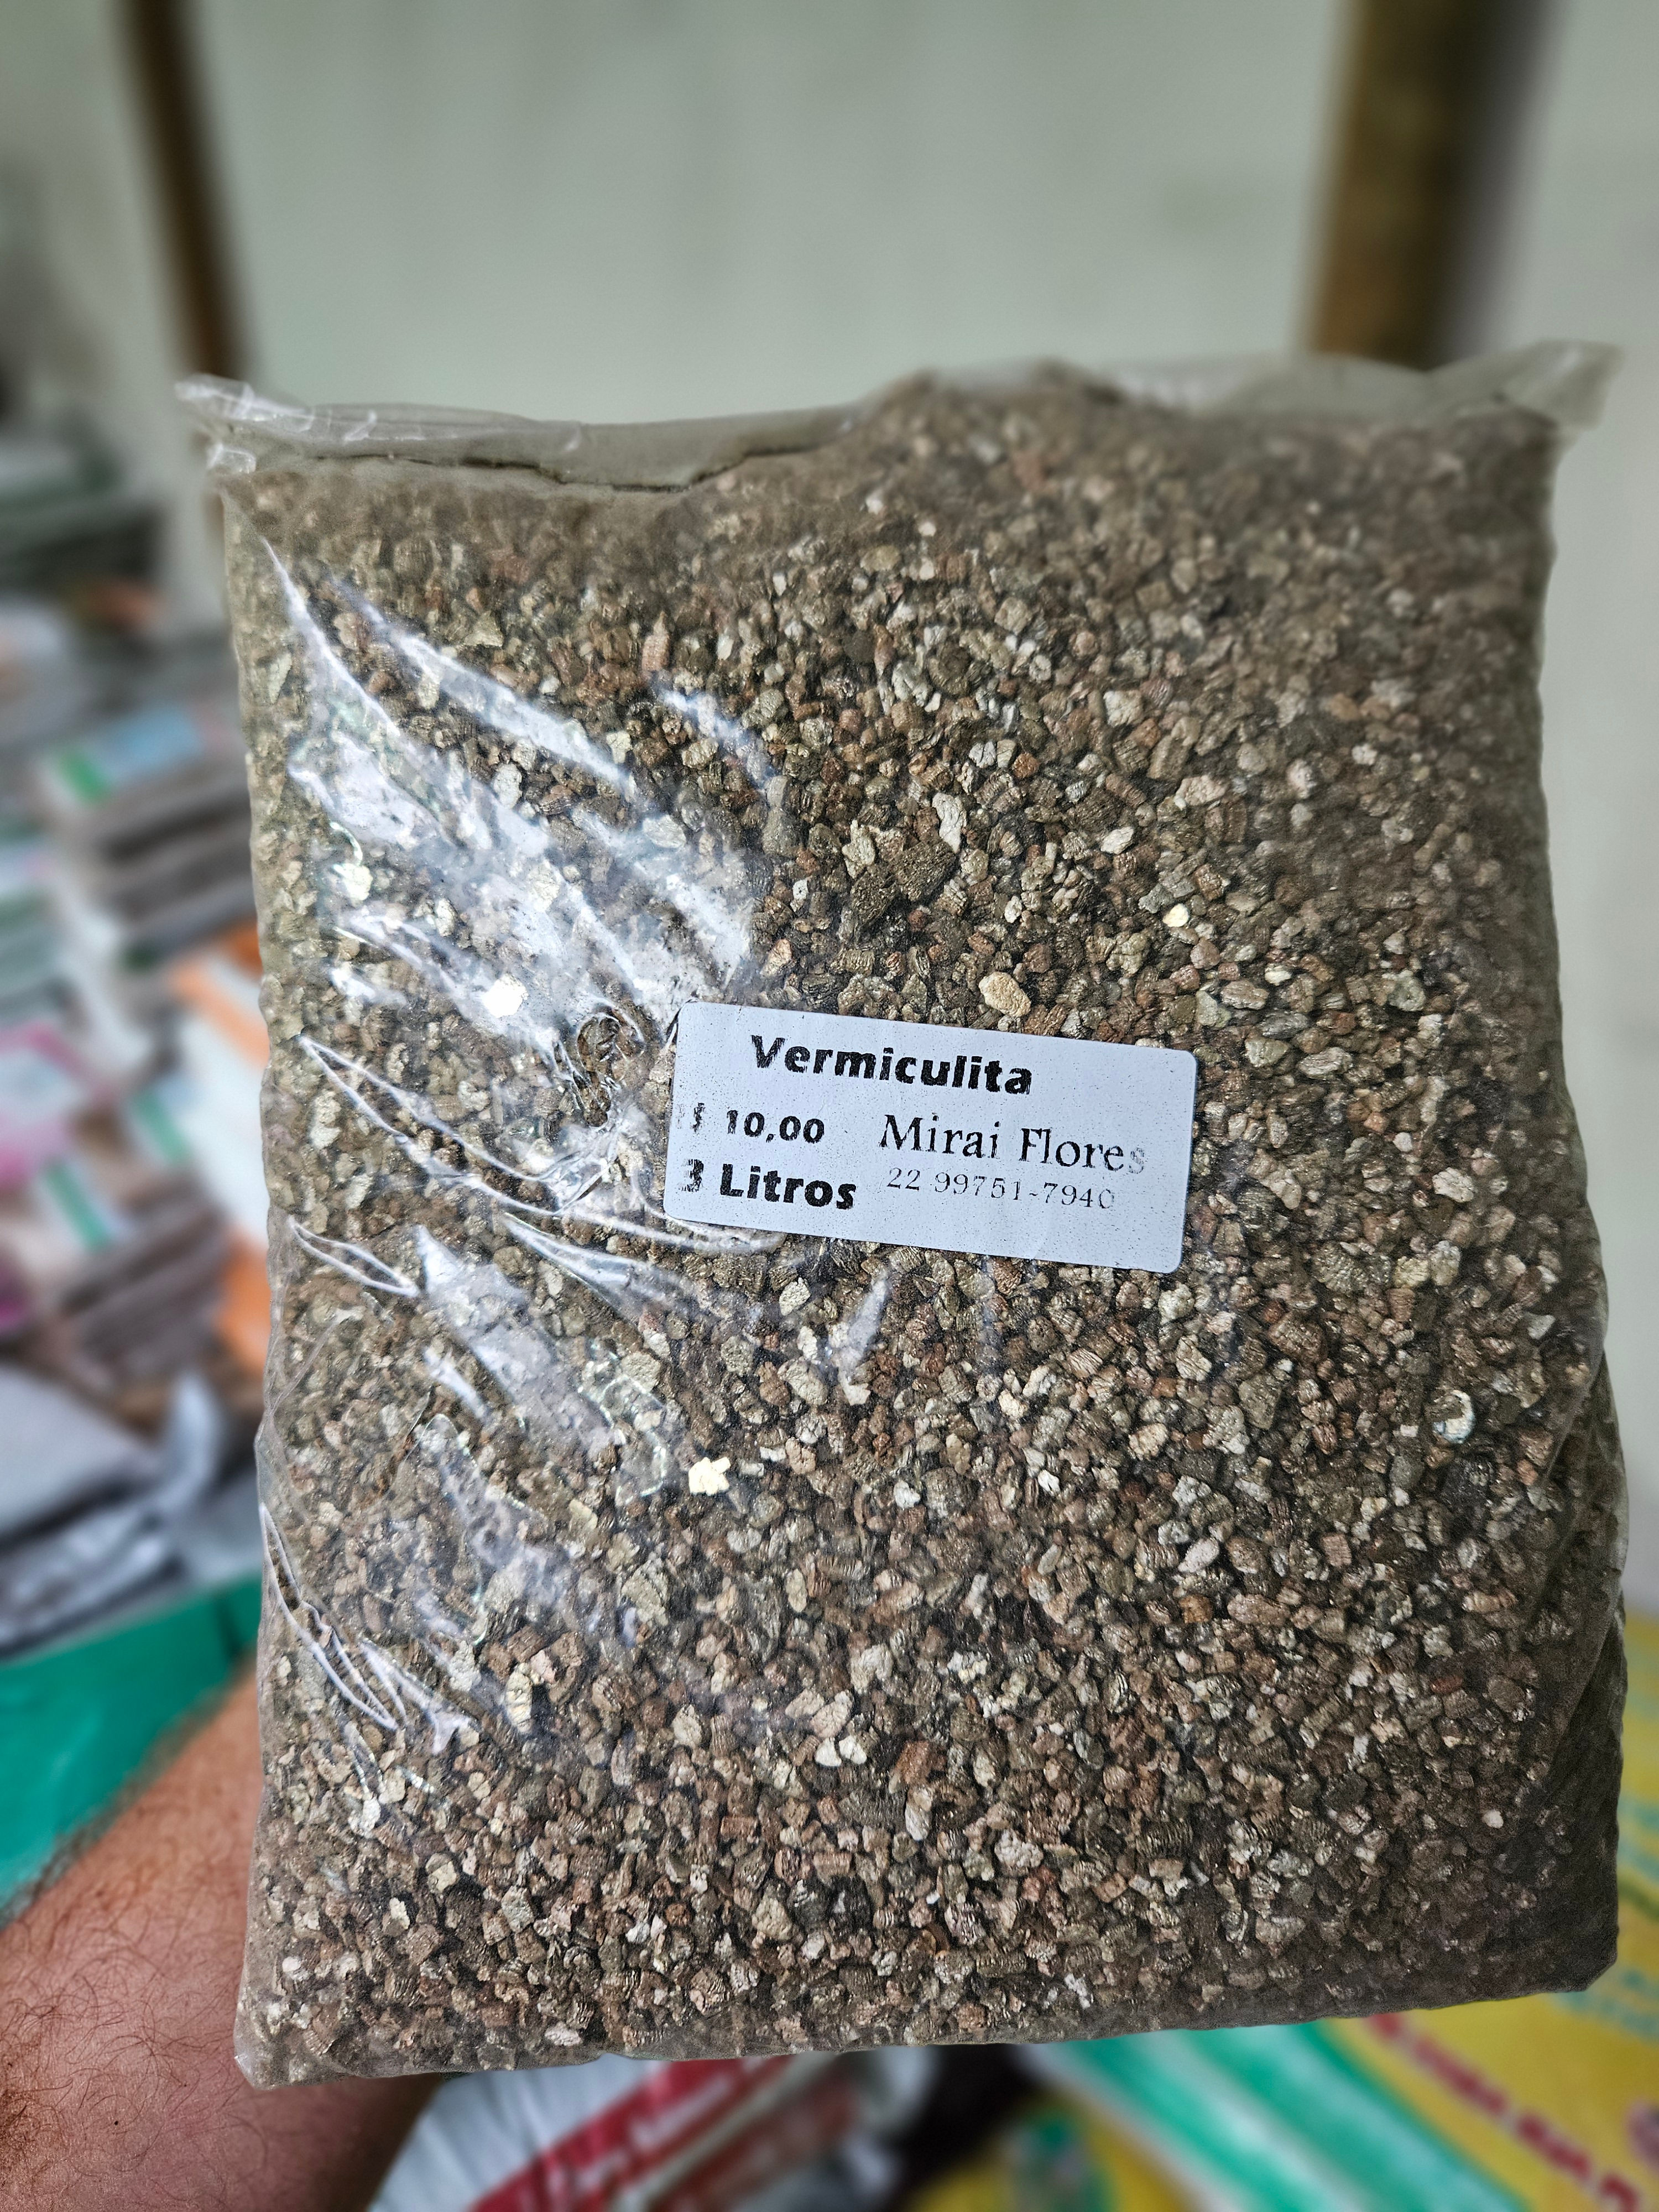 Vermiculita
$ 10,00 Mirai Flores
3 Litros 22 99751-7940